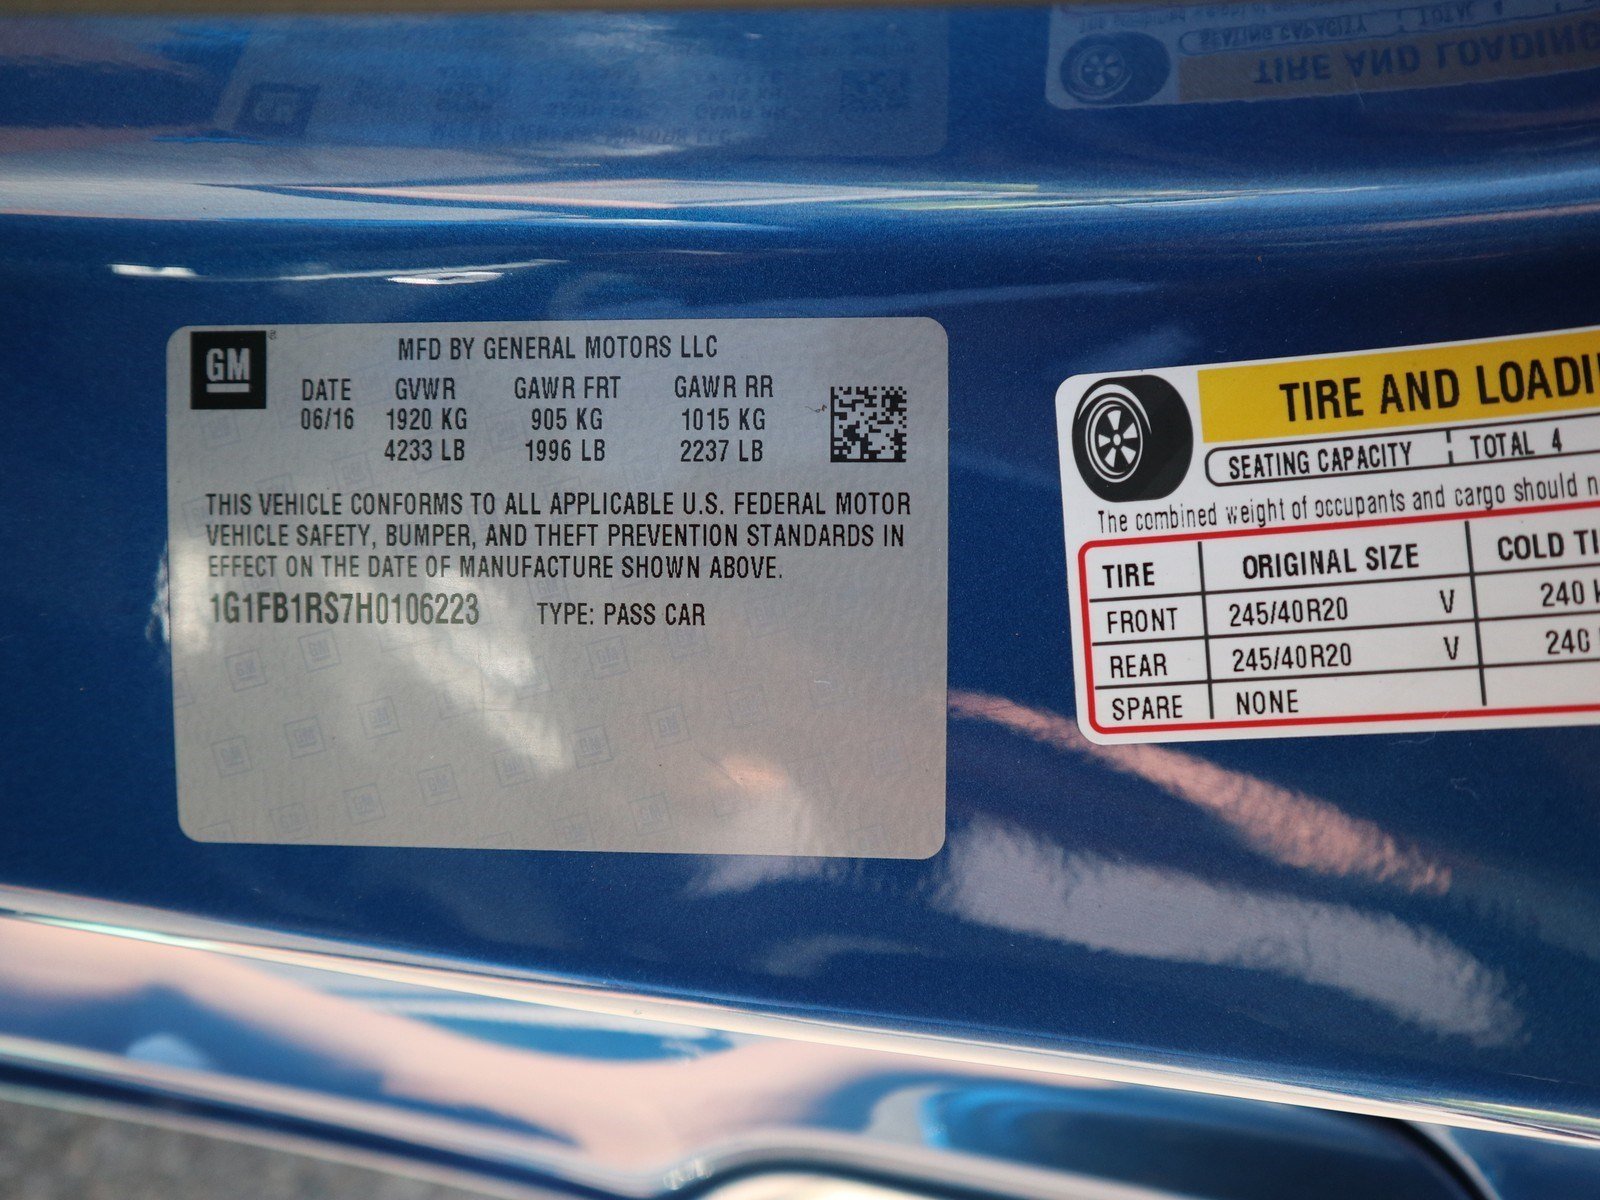 GM
MFD BY GENERAL MOTORS LLC
DATE GVWR GAWR FRT GAWR RR
06/16 1920 KG 905 KG 1015 KG
4233 LB 1996 LB 2237 LB
THIS VEHICLE CONFORMS TO ALL APPLICABLE U.S. FEDERAL MOTOR
VEHICLE SAFETY, BUMPER, AND THEFT PREVENTION STANDARDS IN
EFFECT ON THE DATE OF MANUFACTURE SHOWN ABOVE.
1G1FB1RS7H0106223 TYPE: PASS CAR
TIRE AND LOADI
SEATING CAPACITY TOTAL 4
The combined weight of occupants and cargo should n
TIRE ORIGINAL SIZE COLD TI
FRONT 245/40R20 V 240
REAR 245/40R20 V 240
SPARE NONE